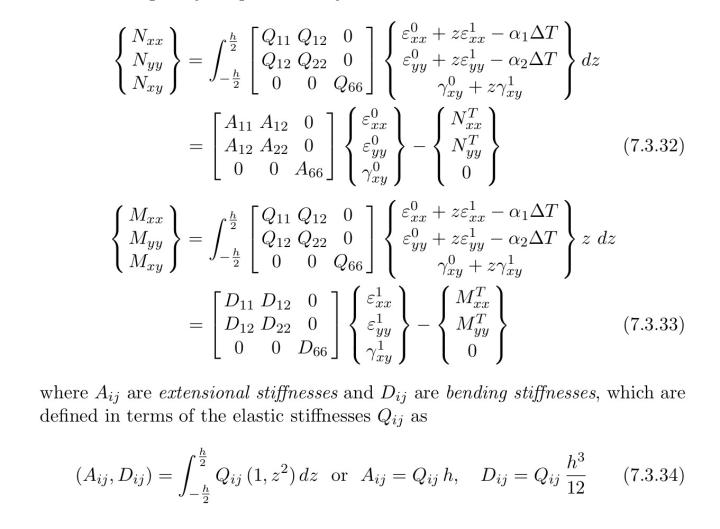 $$\begin{Bmatrix} N_{xx} \\ N_{yy} \\ N_{xy} \end{Bmatrix} = \int_{-\frac{h}{2}}^{\frac{h}{2}} \begin{bmatrix} Q_{11} & Q_{12} & 0 \\ Q_{12} & Q_{22} & 0 \\ 0 & 0 & Q_{66} \end{bmatrix} \begin{Bmatrix} \varepsilon_{xx}^0 + z\varepsilon_{xx}^1 - \alpha_1 \Delta T \\ \varepsilon_{yy}^0 + z\varepsilon_{yy}^1 - \alpha_2 \Delta T \\ \gamma_{xy}^0 + z\gamma_{xy}^1 \end{Bmatrix} dz$$
$$= \begin{bmatrix} A_{11} & A_{12} & 0 \\ A_{12} & A_{22} & 0 \\ 0 & 0 & A_{66} \end{bmatrix} \begin{Bmatrix} \varepsilon_{xx}^0 \\ \varepsilon_{yy}^0 \\ \gamma_{xy}^0 \end{Bmatrix} - \begin{Bmatrix} N_{xx}^T \\ N_{yy}^T \\ 0 \end{Bmatrix} \quad (7.3.32)$$
$$\begin{Bmatrix} M_{xx} \\ M_{yy} \\ M_{xy} \end{Bmatrix} = \int_{-\frac{h}{2}}^{\frac{h}{2}} \begin{bmatrix} Q_{11} & Q_{12} & 0 \\ Q_{12} & Q_{22} & 0 \\ 0 & 0 & Q_{66} \end{bmatrix} \begin{Bmatrix} \varepsilon_{xx}^0 + z\varepsilon_{xx}^1 - \alpha_1 \Delta T \\ \varepsilon_{yy}^0 + z\varepsilon_{yy}^1 - \alpha_2 \Delta T \\ \gamma_{xy}^0 + z\gamma_{xy}^1 \end{Bmatrix} z \, dz$$
$$= \begin{bmatrix} D_{11} & D_{12} & 0 \\ D_{12} & D_{22} & 0 \\ 0 & 0 & D_{66} \end{bmatrix} \begin{Bmatrix} \varepsilon_{xx}^1 \\ \varepsilon_{yy}^1 \\ \gamma_{xy}^1 \end{Bmatrix} - \begin{Bmatrix} M_{xx}^T \\ M_{yy}^T \\ 0 \end{Bmatrix} \quad (7.3.33)$$
where $A_{ij}$ are extensional stiffnesses and $D_{ij}$ are bending stiffnesses, which are
defined in terms of the elastic stiffnesses $Q_{ij}$ as
$$(A_{ij}, D_{ij}) = \int_{-\frac{h}{2}}^{\frac{h}{2}} Q_{ij} (1, z^2) \, dz \text{ or } A_{ij} = Q_{ij} h, \quad D_{ij} = Q_{ij} \frac{h^3}{12} \quad (7.3.34)$$